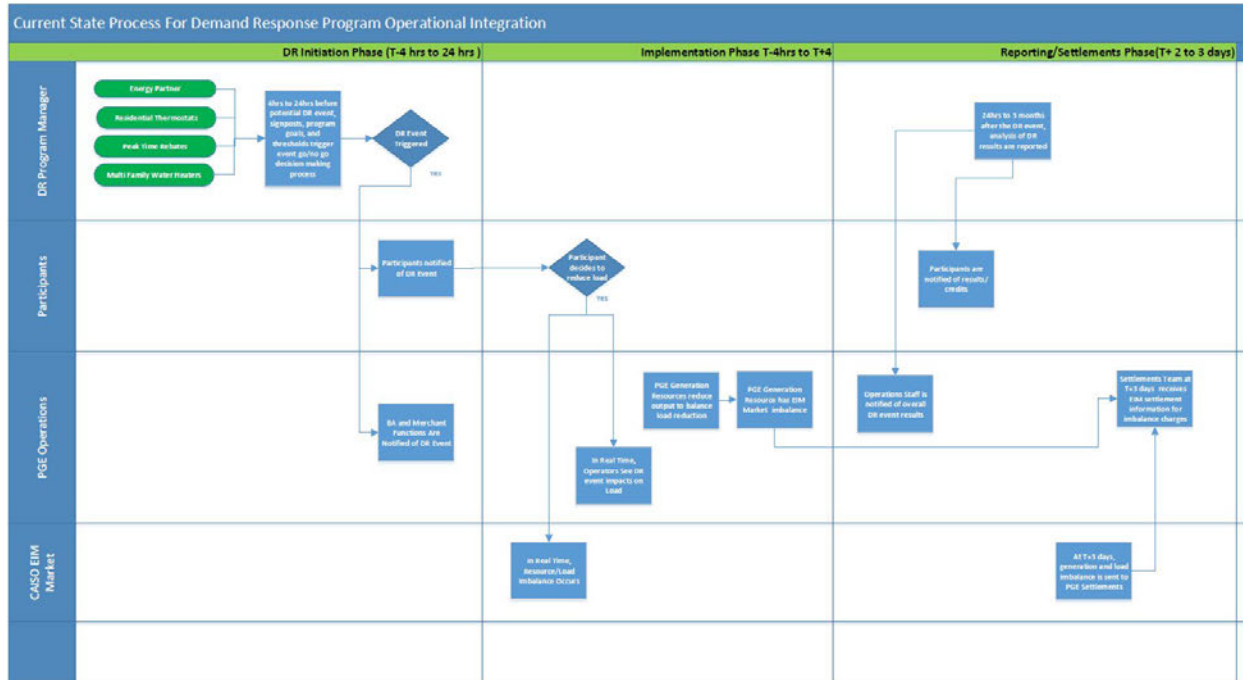 Current State Process For Demand Response Program Operational Integration
DR Initiation Phase (T-4 hrs to 24 hrs )
Implementation Phase T-4hrs to T+4
Reporting/Settlements Phase(T+ 2 to 3 days)
DR Program Manager
Energy Partner
Residential Thermostats
Peak Time Rebates
Multi Family Water Heaters
4hrs to 24hrs before
potential DR event,
signposts, program
goals, and
thresholds trigger
event go/no go
decision making
process
DR Event
Triggered
YES
24hrs to 3 months
after the DR event,
analysis of DR
results are reported
Participants
Participants notified
of DR Event
Participant
decides to
reduce load
YES
Participants are
notified of results/
credits
PGE Operations
BA and Merchant
Functions Are
Notified of DR Event
PGE Generation
Resources reduce
output to balance
load reduction
PGE Generation
Resource has EIM
Market imbalance
In Real Time,
Operators See DR
event impacts on
Load
Operations Staff is
notified of overall
DR event results
Settlements Team at
T+3 days receives
EIM settlement
information for
imbalance charges
CAISO EIM
Market
In Real Time,
Resource/Load
Imbalance Occurs
At T+3 days,
generation and load
imbalance is sent to
PGE Settlements